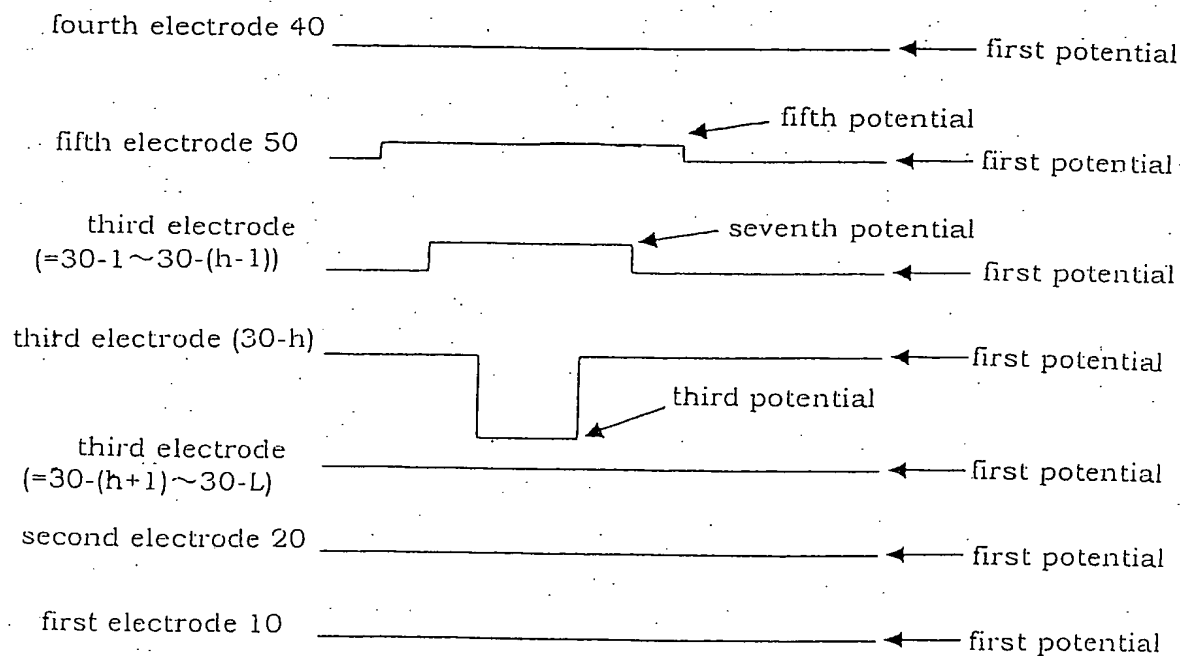 fourth electrode 40
first potential
fifth potential
fifth electrode 50
first potential
third electrode
(=30-1～30-(h-1))
seventh potential
first potential
third electrode (30-h)
first potential
third potential
third electrode
(=30-(h+1)～30-L)
first potential
second electrode 20
first potential
first electrode 10
first potential